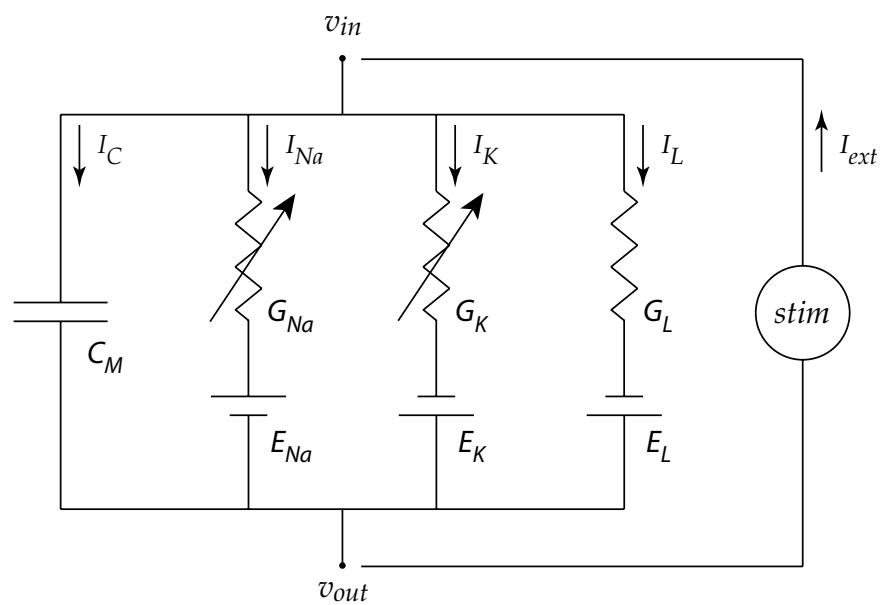 v_in
I_C
I_Na
I_K
I_L
I_ext
G_Na
G_K
G_L
stim
C_M
E_Na
E_K
E_L
v_out